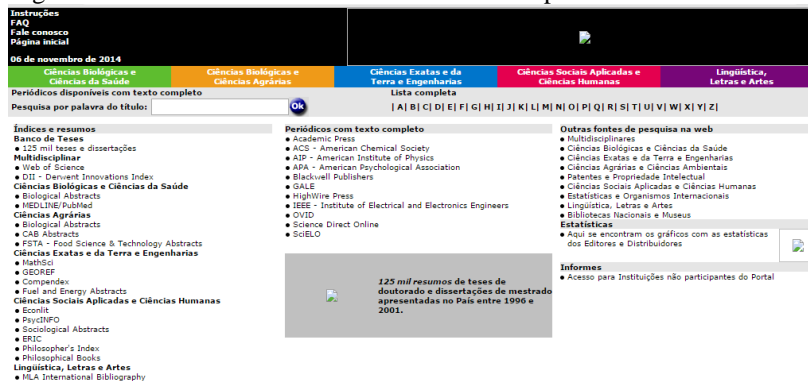 Instruções
FAQ
Fale conosco
Página inicial
06 de novembro de 2014
Ciências Biológicas e
Ciências da Saúde
Ciências Biológicas e
Ciências Agrárias
Ciências Exatas e da
Terra e Engenharias
Ciências Sociais Aplicadas e
Ciências Humanas
Lingüística,
Letras e Artes
Periódicos disponíveis com texto completo
Pesquisa por palavra do título:
Ok
Lista completa
| A| B| C| D| E| F| G| H| I| J| K| L| M| N| O| P| Q| R| S| T| U| V| W| X| Y| Z|
Índices e resumos
Banco de Teses
• 125 mil teses e dissertações
Multidisciplinar
• Web of Science
• DII - Derwent Innovations Index
Ciências Biológicas e Ciências da Saúde
• Biological Abstracts
• MEDLINE/PubMed
Ciências Agrárias
• Biological Abstracts
• CAB Abstracts
• FSTA - Food Science & Technology Abstracts
Ciências Exatas e da Terra e Engenharias
• MathSci
• GEOREF
• Compendex
• Fuel and Energy Abstracts
Ciências Sociais Aplicadas e Ciências Humanas
• Econlit
• PsycINFO
• Sociological Abstracts
• ERIC
• Philosopher's Index
• Philosophical Books
Lingüística, Letras e Artes
• MLA International Bibliography
Periódicos com texto completo
• Academic Press
• ACS - American Chemical Society
• AIP - American Institute of Physics
• APA - American Psychological Association
• Blackwell Publishers
• GALE
• HighWire Press
• IEEE - Institute of Electrical and Electronics Engineers
• OVID
• Science Direct Online
• SciELO
125 mil resumos de teses de
doutorado e dissertações de mestrado
apresentadas no País entre 1996 e
2001.
Outras fontes de pesquisa na web
• Multidisciplinares
• Ciências Biológicas e Ciências da Saúde
• Ciências Exatas e da Terra e Engenharias
• Ciências Agrárias e Ciências Ambientais
• Patentes e Propriedade Intelectual
• Ciências Sociais Aplicadas e Ciências Humanas
• Estatísticas e Organismos Internacionais
• Lingüística, Letras e Artes
• Bibliotecas Nacionais e Museus
Estatísticas
• Aqui se encontram os gráficos com as estatísticas
dos Editores e Distribuidores
Informes
• Acesso para Instituições não participantes do Portal